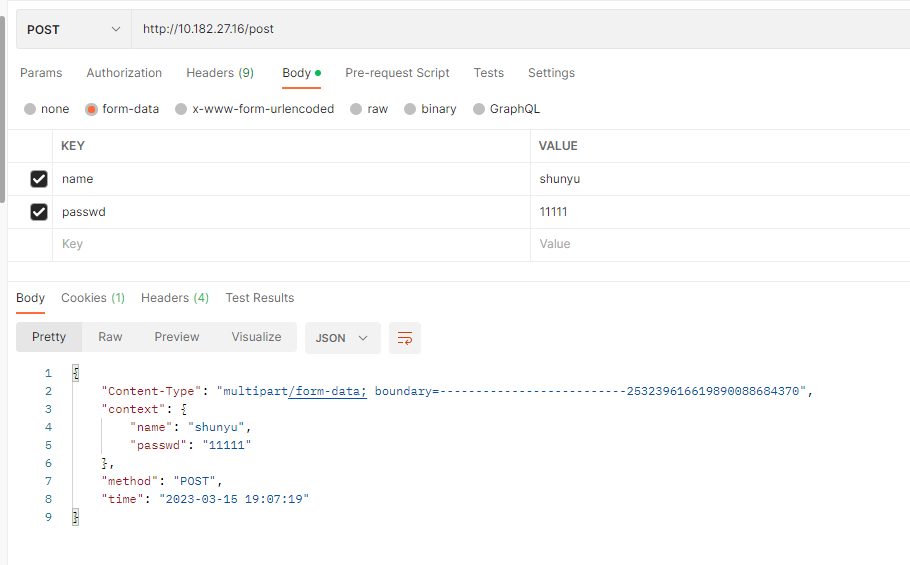 POST http://10.182.27.16/post
Params Authorization Headers (9) Body Pre-request Script Tests Settings
none form-data x-www-form-urlencoded raw binary GraphQL
KEY VALUE
name shunyu
passwd 11111
Key Value
Body Cookies (1) Headers (4) Test Results
Pretty Raw Preview Visualize JSON
1 {
2 "Content-Type": "multipart/form-data; boundary=--------------------------253239616619890088684370",
3 "context": {
4 "name": "shunyu",
5 "passwd": "11111"
6 },
7 "method": "POST",
8 "time": "2023-03-15 19:07:19"
9 }